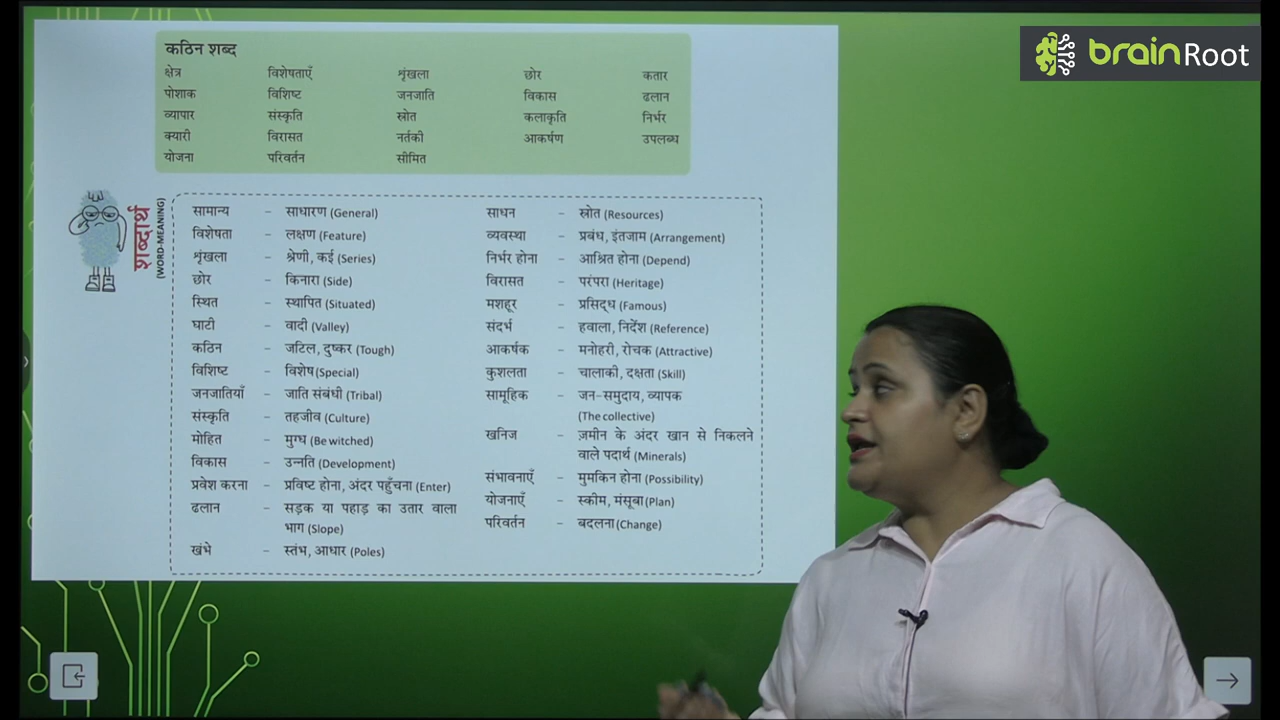 brainRoot
कठिन शब्द
क्षेत्र विशेषताएँ शृंखला छोर कतार
पोशाक विशिष्ट जनजाति विकास ढलान
व्यापार संस्कृति स्रोत कलाकृति निर्भर
क्यारी विरासत नर्तकी आकर्षण उपलब्ध
योजना परिवर्तन सीमित
शब्दार्थ
(WORD-MEANING)
सामान्य – साधारण (General)
विशेषता – लक्षण (Feature)
शृंखला – श्रेणी, कई (Series)
छोर – किनारा (Side)
स्थित – स्थापित (Situated)
घाटी – वादी (Valley)
कठिन – जटिल, दुष्कर (Tough)
विशिष्ट – विशेष (Special)
जनजातियाँ – जाति संबंधी (Tribal)
संस्कृति – तहजीव (Culture)
मोहित – मुग्ध (Be witched)
विकास – उन्नति (Development)
प्रवेश करना – प्रविष्ट होना, अंदर पहुँचना (Enter)
ढलान – सड़क या पहाड़ का उतार वाला
भाग (Slope)
खंभे – स्तंभ, आधार (Poles)
साधन – स्रोत (Resources)
व्यवस्था – प्रबंध, इंतजाम (Arrangement)
निर्भर होना – आश्रित होना (Depend)
विरासत – परंपरा (Heritage)
मशहूर – प्रसिद्ध (Famous)
संदर्भ – हवाला, निर्देश (Reference)
आकर्षक – मनोहरी, रोचक (Attractive)
कुशलता – चालाकी, दक्षता (Skill)
सामूहिक – जन-समुदाय, व्यापक
(The collective)
खनिज – ज़मीन के अंदर खान से निकलने
वाले पदार्थ (Minerals)
संभावनाएँ – मुमकिन होना (Possibility)
योजनाएँ – स्कीम, मंसूबा (Plan)
परिवर्तन – बदलना (Change)